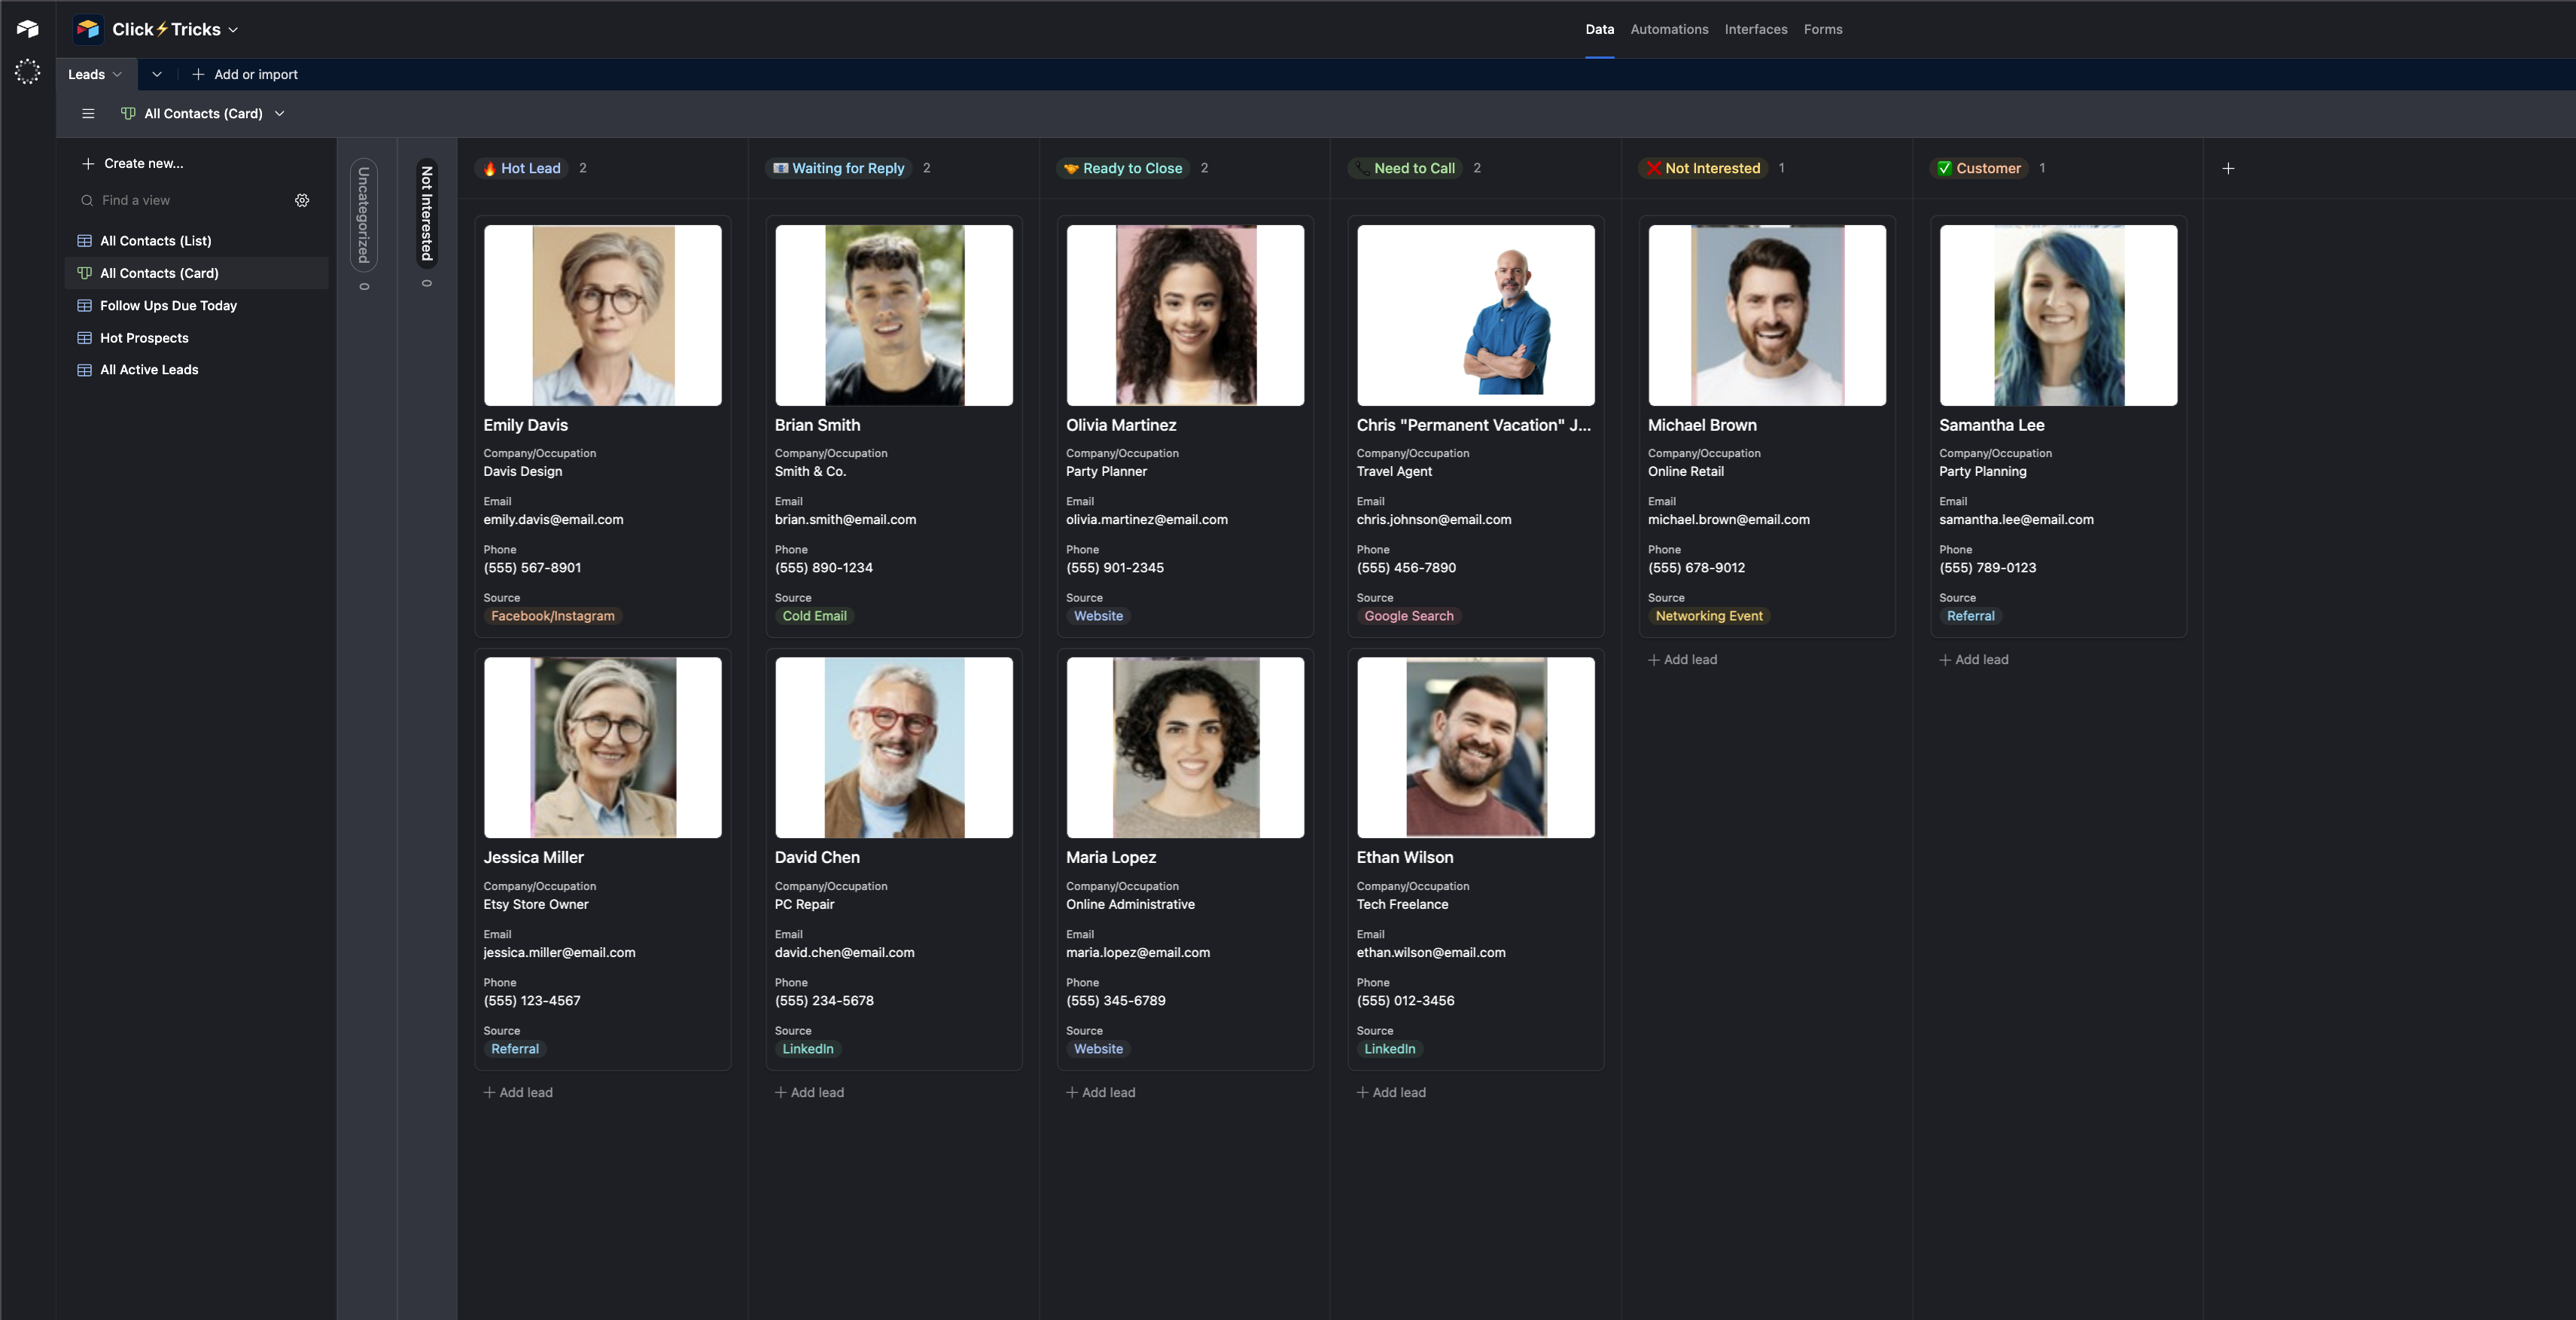 Click⚡Tricks
Data Automations Interfaces Forms
Leads
Add or import
All Contacts (Card)
Create new...
Find a view
All Contacts (List)
All Contacts (Card)
Follow Ups Due Today
Hot Prospects
All Active Leads
Uncategorized 0
Not Interested 0
🔥 Hot Lead 2
Emily Davis
Company/Occupation
Davis Design
Email
emily.davis@email.com
Phone
(555) 567-8901
Source
Facebook/Instagram
Jessica Miller
Company/Occupation
Etsy Store Owner
Email
jessica.miller@email.com
Phone
(555) 123-4567
Source
Referral
+ Add lead
📧 Waiting for Reply 2
Brian Smith
Company/Occupation
Smith & Co.
Email
brian.smith@email.com
Phone
(555) 890-1234
Source
Cold Email
David Chen
Company/Occupation
PC Repair
Email
david.chen@email.com
Phone
(555) 234-5678
Source
LinkedIn
+ Add lead
🤝 Ready to Close 2
Olivia Martinez
Company/Occupation
Party Planner
Email
olivia.martinez@email.com
Phone
(555) 901-2345
Source
Website
Maria Lopez
Company/Occupation
Online Administrative
Email
maria.lopez@email.com
Phone
(555) 345-6789
Source
Website
+ Add lead
📞 Need to Call 2
Chris "Permanent Vacation" J...
Company/Occupation
Travel Agent
Email
chris.johnson@email.com
Phone
(555) 456-7890
Source
Google Search
Ethan Wilson
Company/Occupation
Tech Freelance
Email
ethan.wilson@email.com
Phone
(555) 012-3456
Source
LinkedIn
+ Add lead
❌ Not Interested 1
Michael Brown
Company/Occupation
Online Retail
Email
michael.brown@email.com
Phone
(555) 678-9012
Source
Networking Event
+ Add lead
✅ Customer 1
Samantha Lee
Company/Occupation
Party Planning
Email
samantha.lee@email.com
Phone
(555) 789-0123
Source
Referral
+ Add lead